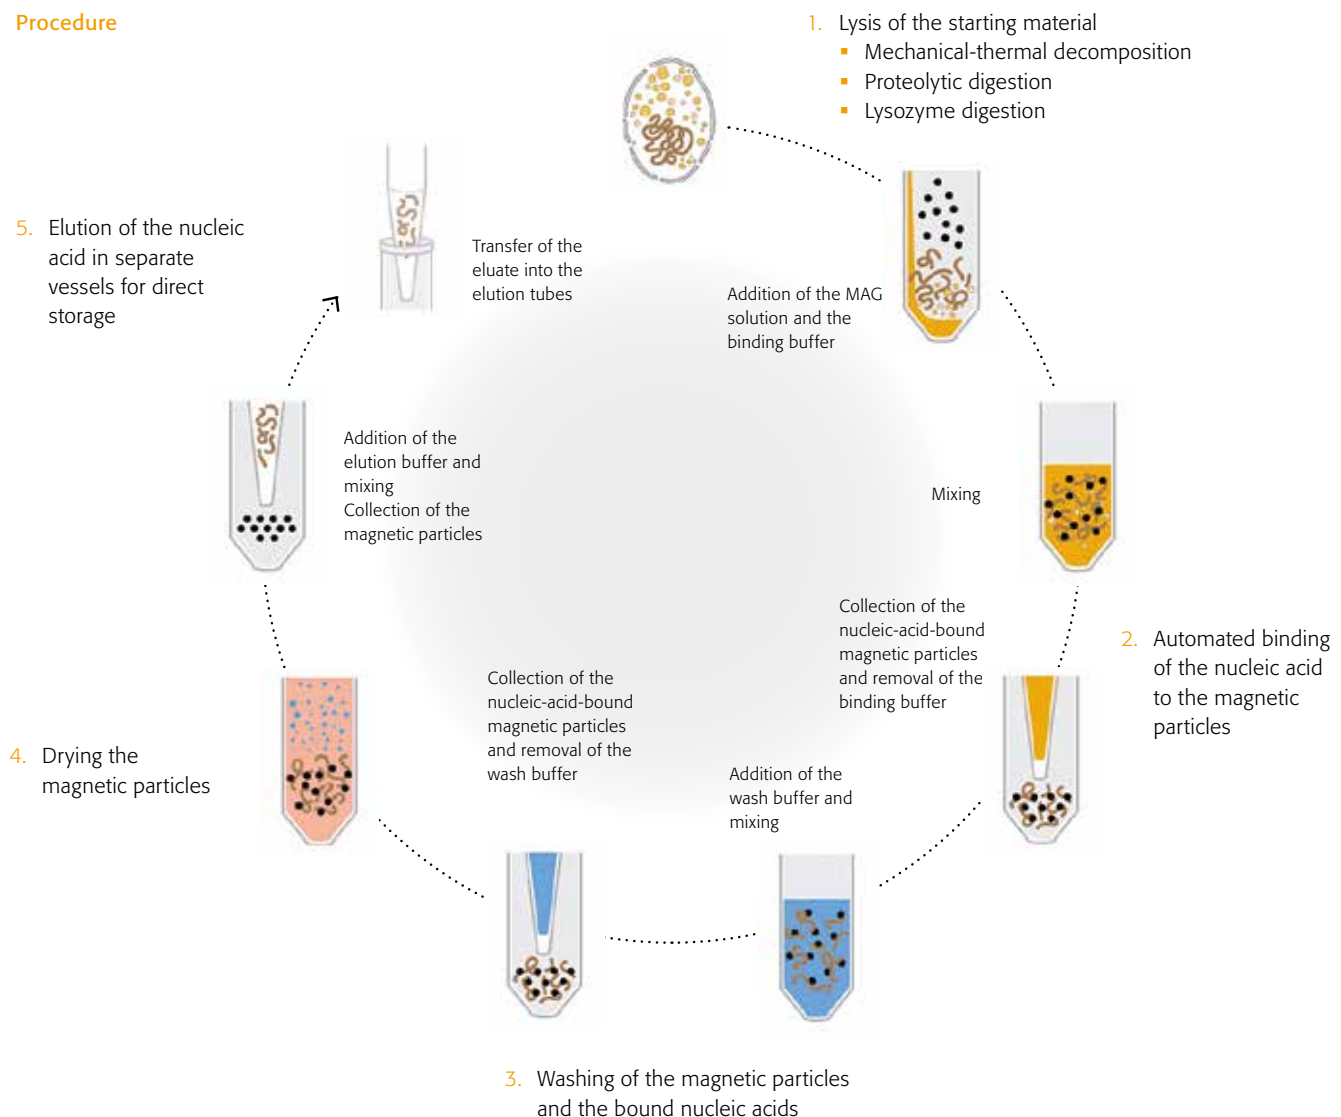 Procedure
1. Lysis of the starting material
▪ Mechanical-thermal decomposition
▪ Proteolytic digestion
▪ Lysozyme digestion
Addition of the MAG
solution and the
binding buffer
Mixing
2. Automated binding
of the nucleic acid
to the magnetic
particles
Collection of the
nucleic-acid-bound
magnetic particles
and removal of the
binding buffer
Addition of the
wash buffer and
mixing
3. Washing of the magnetic particles
and the bound nucleic acids
Collection of the
nucleic-acid-bound
magnetic particles
and removal of the
wash buffer
4. Drying the
magnetic particles
Addition of the
elution buffer and
mixing
Collection of the
magnetic particles
5. Elution of the nucleic
acid in separate
vessels for direct
storage
Transfer of the
eluate into the
elution tubes